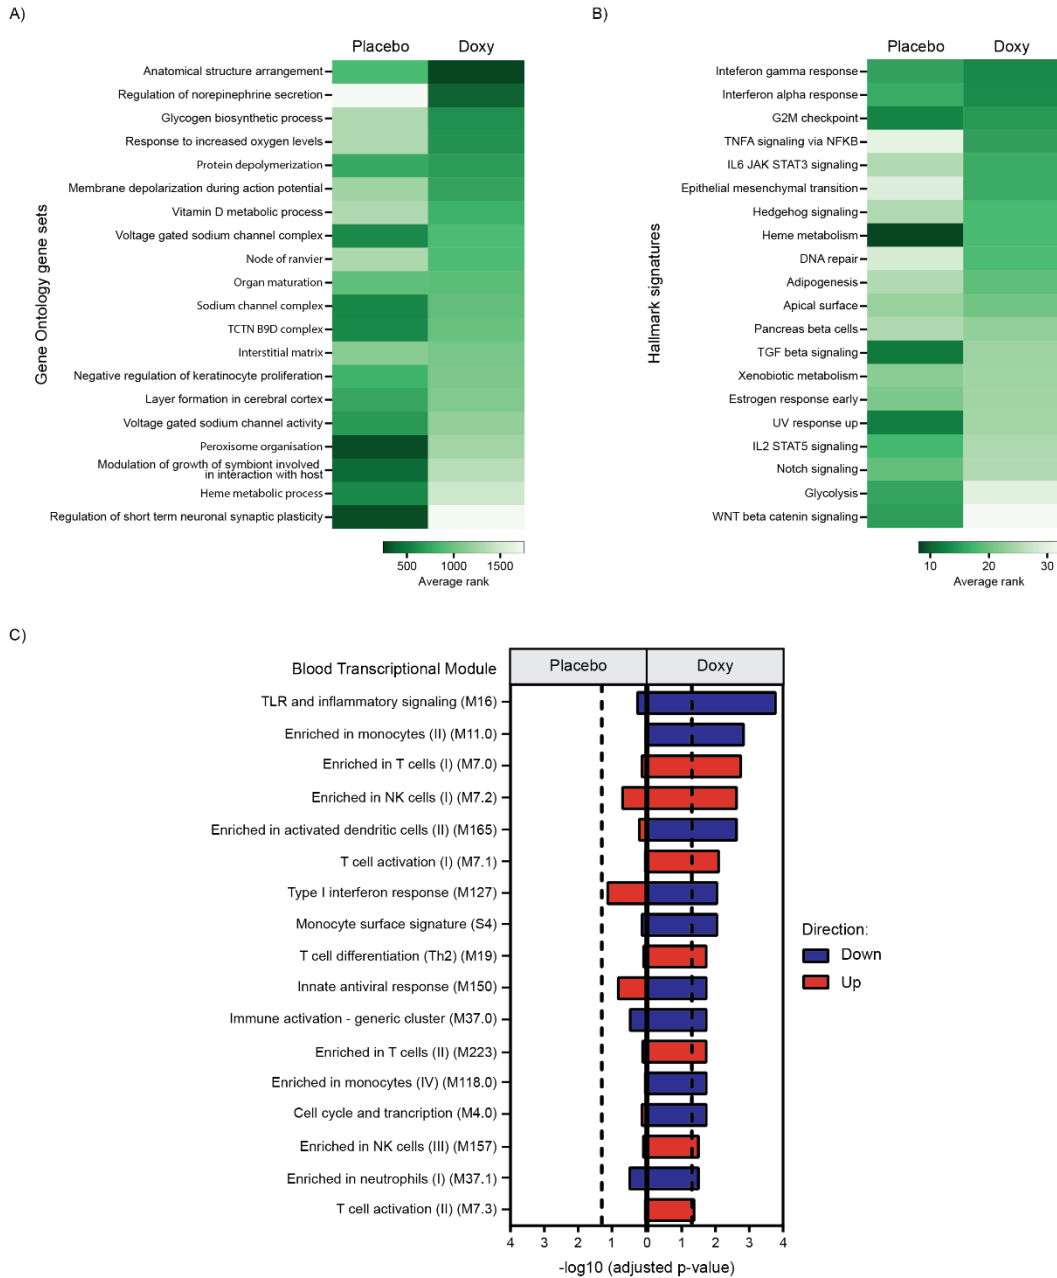 A)
Placebo Doxy
Gene Ontology gene sets
Anatomical structure arrangement
Regulation of norepinephrine secretion
Glycogen biosynthetic process
Response to increased oxygen levels
Protein depolymerization
Membrane depolarization during action potential
Vitamin D metabolic process
Voltage gated sodium channel complex
Node of ranvier
Organ maturation
Sodium channel complex
TCTN B9D complex
Interstitial matrix
Negative regulation of keratinocyte proliferation
Layer formation in cerebral cortex
Voltage gated sodium channel activity
Peroxisome organisation
Modulation of growth of symbiont involved
in interaction with host
Heme metabolic process
Regulation of short term neuronal synaptic plasticity
500 1000 1500
Average rank
B)
Placebo Doxy
Hallmark signatures
Inteferon gamma response
Interferon alpha response
G2M checkpoint
TNFA signaling via NFKB
IL6 JAK STAT3 signaling
Epithelial mesenchymal transition
Hedgehog signaling
Heme metabolism
DNA repair
Adipogenesis
Apical surface
Pancreas beta cells
TGF beta signaling
Xenobiotic metabolism
Estrogen response early
UV response up
IL2 STAT5 signaling
Notch signaling
Glycolysis
WNT beta catenin signaling
10 20 30
Average rank
C)
Blood Transcriptional Module Placebo Doxy
TLR and inflammatory signaling (M16)
Enriched in monocytes (II) (M11.0)
Enriched in T cells (I) (M7.0)
Enriched in NK cells (I) (M7.2)
Enriched in activated dendritic cells (II) (M165)
T cell activation (I) (M7.1)
Type I interferon response (M127)
Monocyte surface signature (S4)
T cell differentiation (Th2) (M19)
Innate antiviral response (M150)
Immune activation - generic cluster (M37.0)
Enriched in T cells (II) (M223)
Enriched in monocytes (IV) (M118.0)
Cell cycle and trancription (M4.0)
Enriched in NK cells (III) (M157)
Enriched in neutrophils (I) (M37.1)
T cell activation (II) (M7.3)
4 3 2 1 0 1 2 3 4
-log10 (adjusted p-value)
Direction:
Down
Up